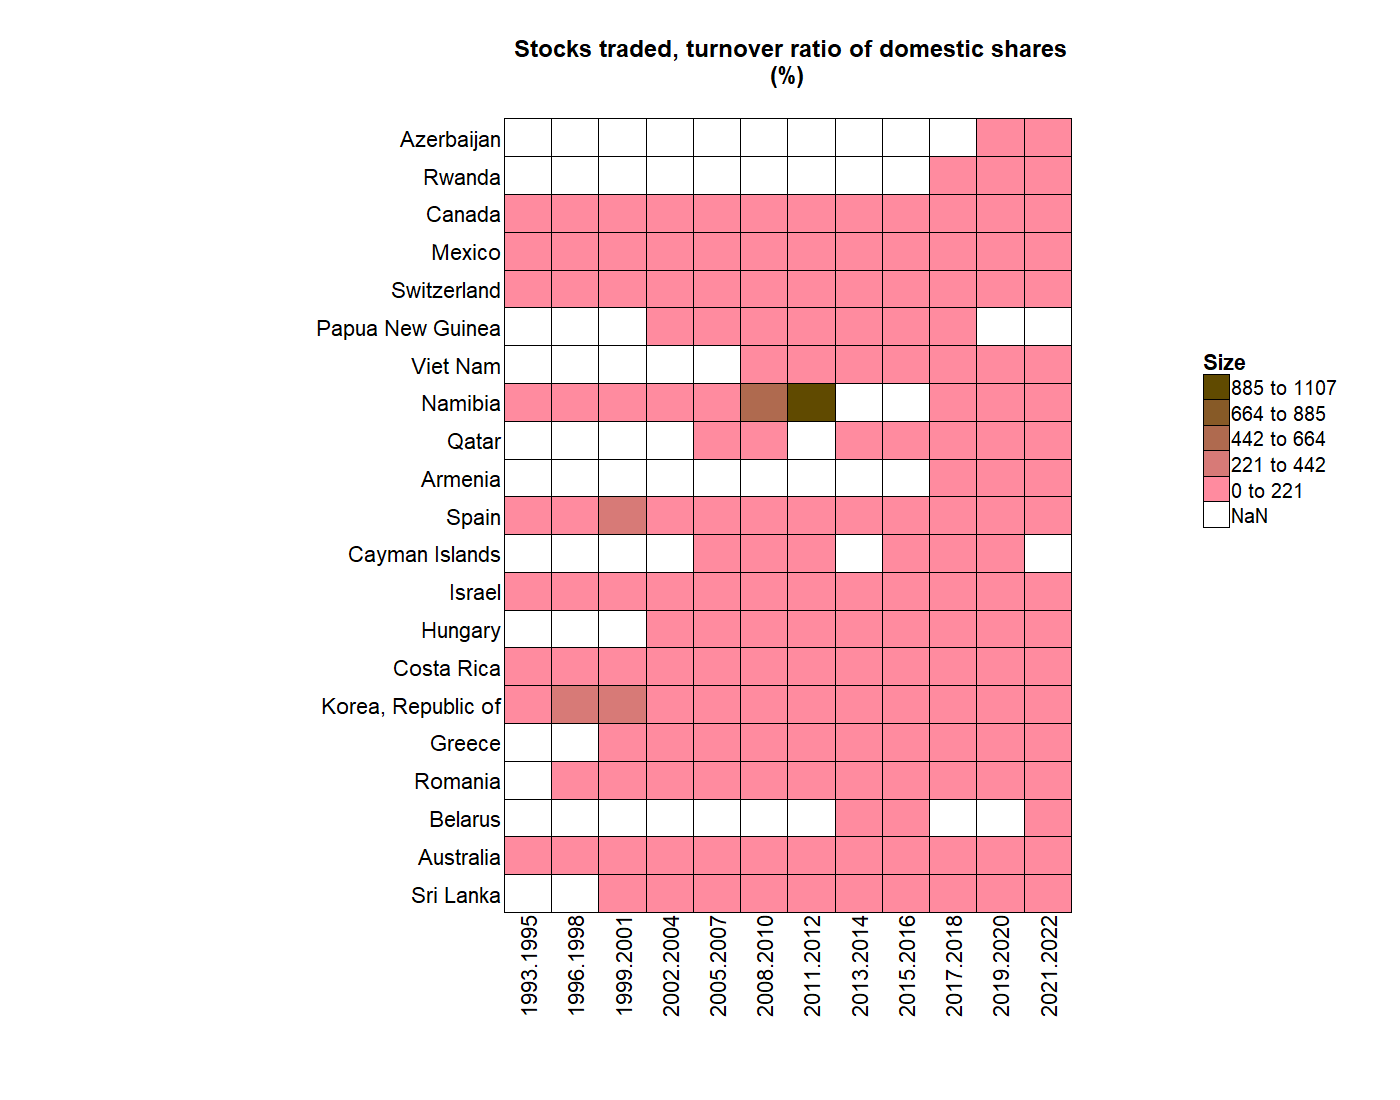 Stocks traded, turnover ratio of domestic shares
(%)
Azerbaijan
Rwanda
Canada
Mexico
Switzerland
Papua New Guinea
Viet Nam
Namibia
Qatar
Armenia
Spain
Cayman Islands
Israel
Hungary
Costa Rica
Korea, Republic of
Greece
Romania
Belarus
Australia
Sri Lanka
1993.1995
1996.1998
1999.2001
2002.2004
2005.2007
2008.2010
2011.2012
2013.2014
2015.2016
2017.2018
2019.2020
2021.2022
Size
885 to 1107
664 to 885
442 to 664
221 to 442
0 to 221
NaN